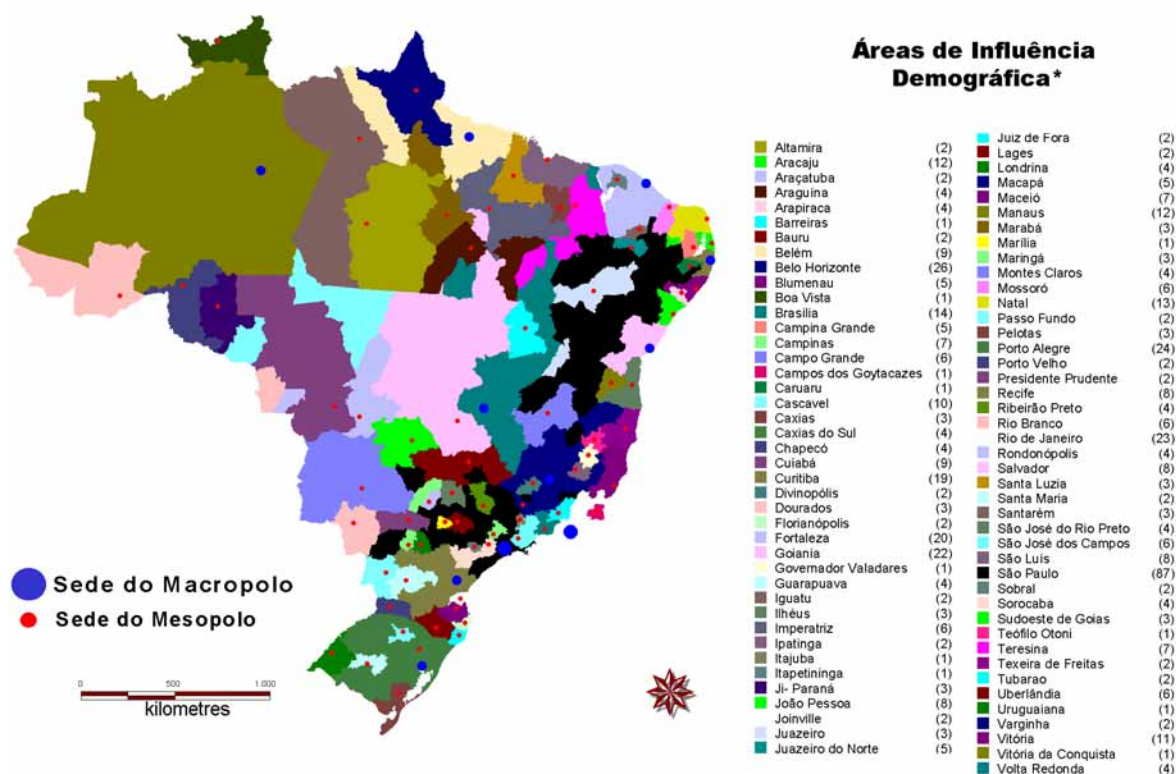 Áreas de Influência
Demográfica*
Altamira (2)
Aracaju (12)
Araçatuba (2)
Araguína (4)
Arapiraca (4)
Barreiras (1)
Bauru (2)
Belém (9)
Belo Horizonte (26)
Blumenau (5)
Boa Vista (1)
Brasília (14)
Campina Grande (5)
Campinas (7)
Campo Grande (6)
Campos dos Goytacazes (1)
Caruaru (1)
Cascavel (10)
Caxias (3)
Caxias do Sul (4)
Chapecó (4)
Cuiabá (9)
Curitiba (19)
Divinopólis (2)
Dourados (3)
Florianópolis (2)
Fortaleza (20)
Goiania (22)
Governador Valadares (1)
Guarapuava (4)
Iguatu (2)
Ilhéus (3)
Imperatriz (6)
Ipatinga (2)
Itajuba (1)
Itapetininga (1)
Ji- Paraná (3)
João Pessoa (8)
Joinville (2)
Juazeiro (3)
Juazeiro do Norte (5)
Juiz de Fora (2)
Lages (2)
Londrina (4)
Macapá (5)
Maceió (7)
Manaus (12)
Marabá (3)
Marília (1)
Maringá (3)
Montes Claros (4)
Mossoró (6)
Natal (13)
Passo Fundo (2)
Pelotas (3)
Porto Alegre (24)
Porto Velho (2)
Presidente Prudente (2)
Recife (8)
Ribeirão Preto (4)
Rio Branco (6)
Rio de Janeiro (23)
Rondonópolis (4)
Salvador (8)
Santa Luzia (3)
Santa Maria (2)
Santarém (3)
São José do Rio Preto (4)
São José dos Campos (6)
São Luís (8)
São Paulo (87)
Sobral (2)
Sorocaba (4)
Sudoeste de Goias (3)
Teófilo Otoni (1)
Teresina (7)
Texeira de Freitas (2)
Tubarao (2)
Uberlândia (6)
Uruguaiana (1)
Varginha (2)
Vitória (11)
Vitória da Conquista (1)
Volta Redonda (4)
Sede do Macropolo
Sede do Mesopolo
0 500 1.000
kilometres